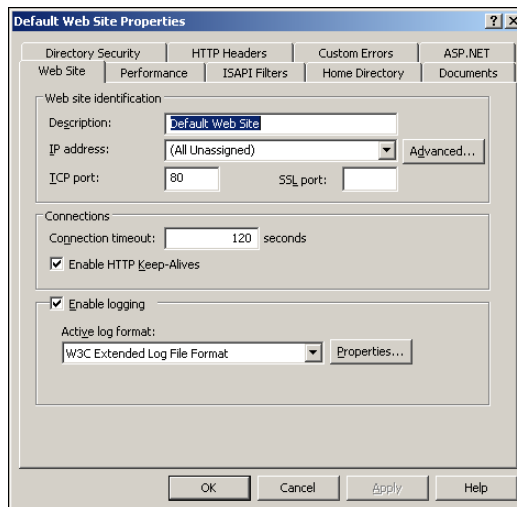 Default Web Site Properties
Directory Security HTTP Headers Custom Errors ASP.NET
Web Site Performance ISAPI Filters Home Directory Documents
Web site identification
Description: Default Web Site
IP address: (All Unassigned) Advanced...
TCP port: 80 SSL port:
Connections
Connection timeout: 120 seconds
Enable HTTP Keep-Alives
Enable logging
Active log format:
W3C Extended Log File Format Properties...
OK Cancel Apply Help